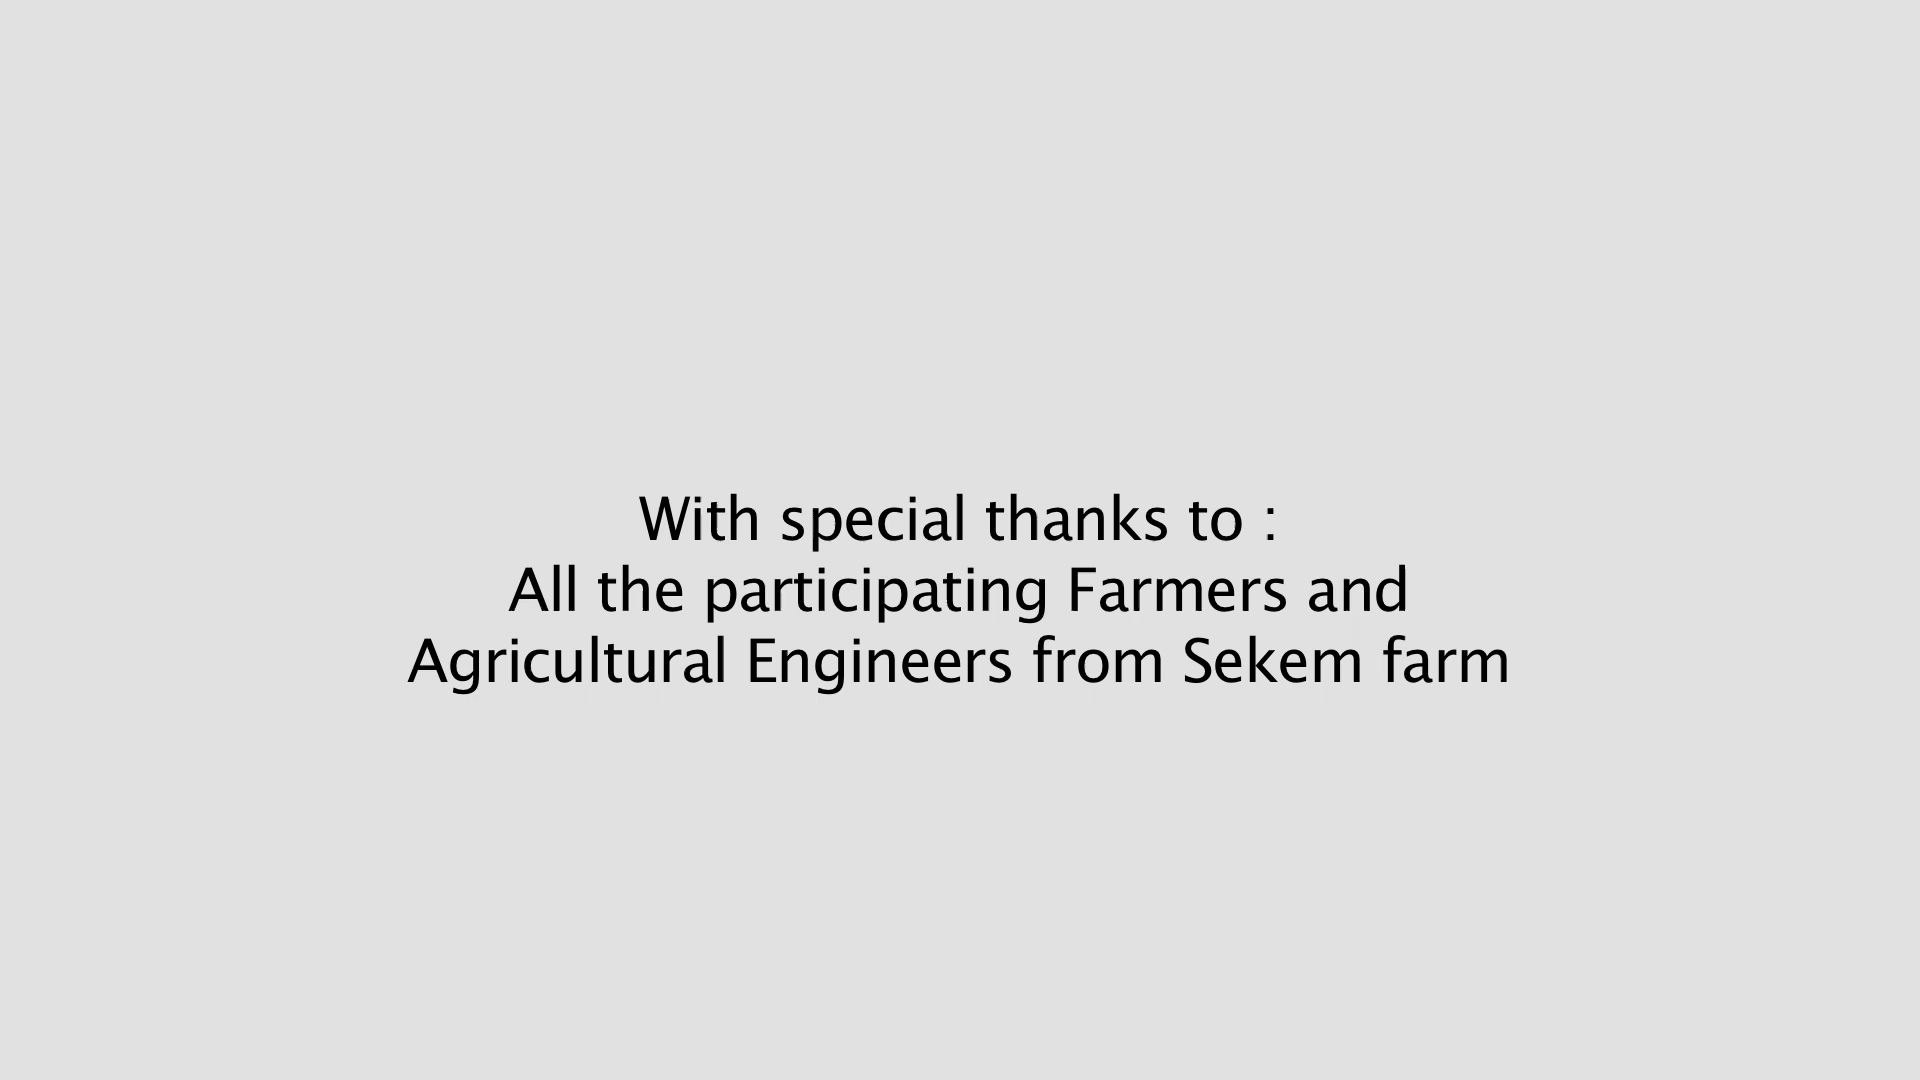 With special thanks to :
All the participating Farmers and
Agricultural Engineers from Sekem farm